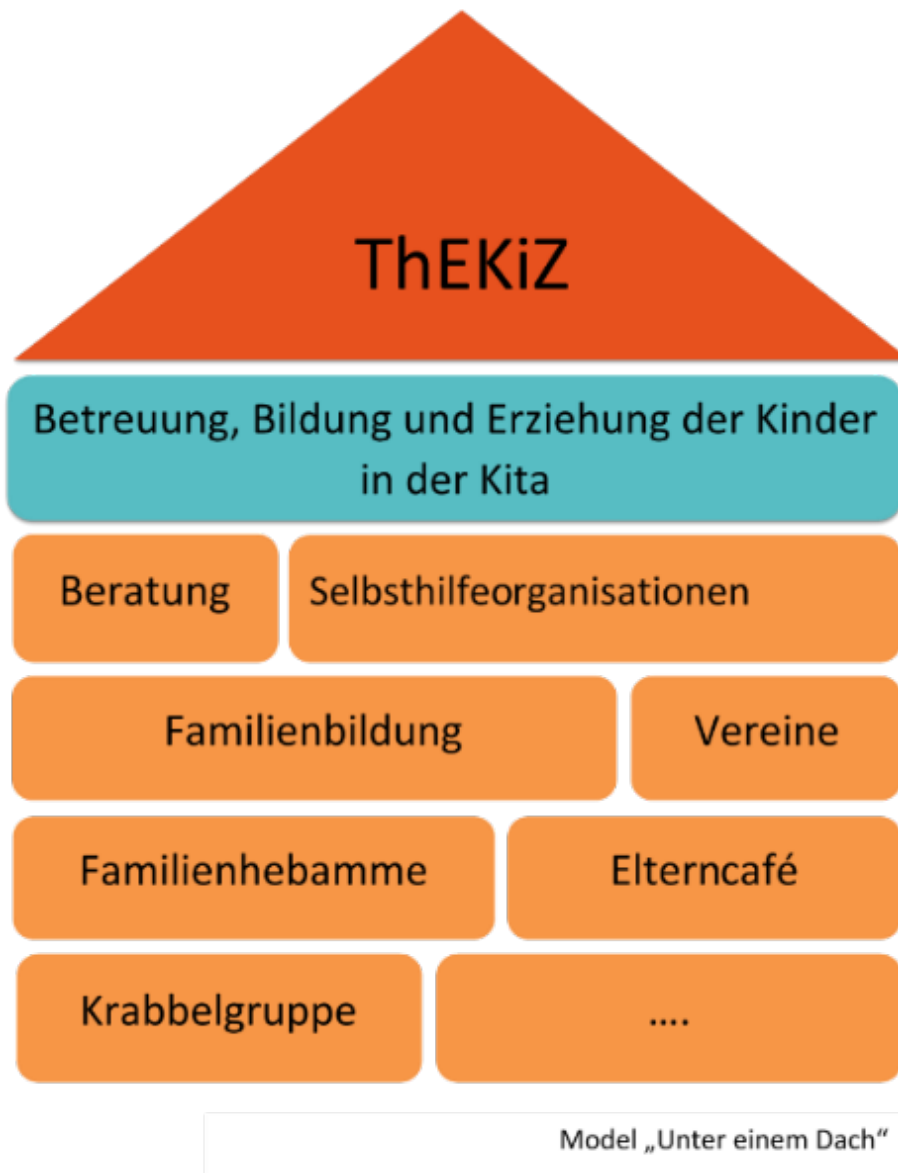 ThEKiZ
Betreuung, Bildung und Erziehung der Kinder
in der Kita
Beratung
Selbsthilfeorganisationen
Familienbildung
Vereine
Familienhebamme
Elterncafé
Krabbelgruppe
....
Model „Unter einem Dach“